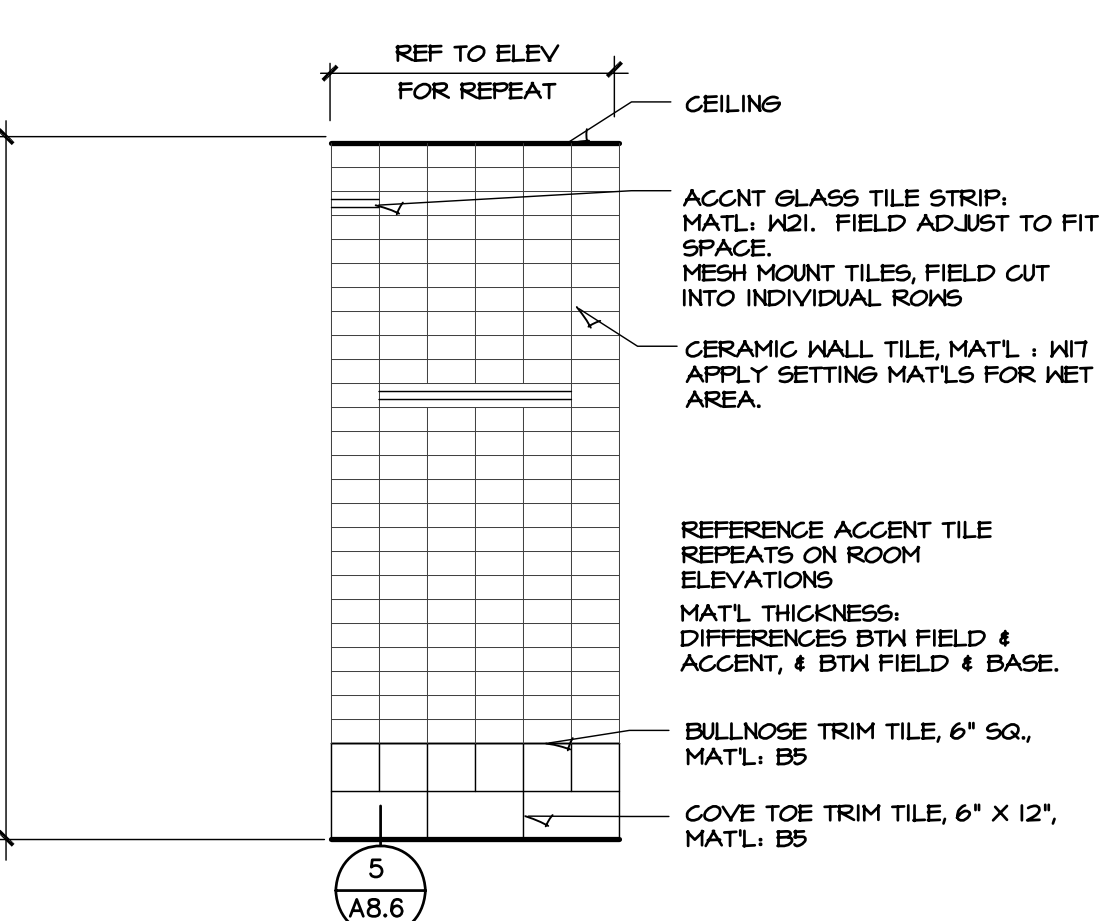 REF TO ELEV
FOR REPEAT
CEILING
ACCNT GLASS TILE STRIP:
MATL: W21. FIELD ADJUST TO FIT
SPACE.
MESH MOUNT TILES, FIELD CUT
INTO INDIVIDUAL ROWS
CERAMIC WALL TILE, MAT'L : W17
APPLY SETTING MAT'LS FOR WET
AREA.
REFERENCE ACCENT TILE
REPEATS ON ROOM
ELEVATIONS
MAT'L THICKNESS:
DIFFERENCES BTW FIELD &
ACCENT, & BTW FIELD & BASE.
BULLNOSE TRIM TILE, 6" SQ.,
MAT'L: B5
COVE TOE TRIM TILE, 6" X 12",
MAT'L: B5
5
A8.6